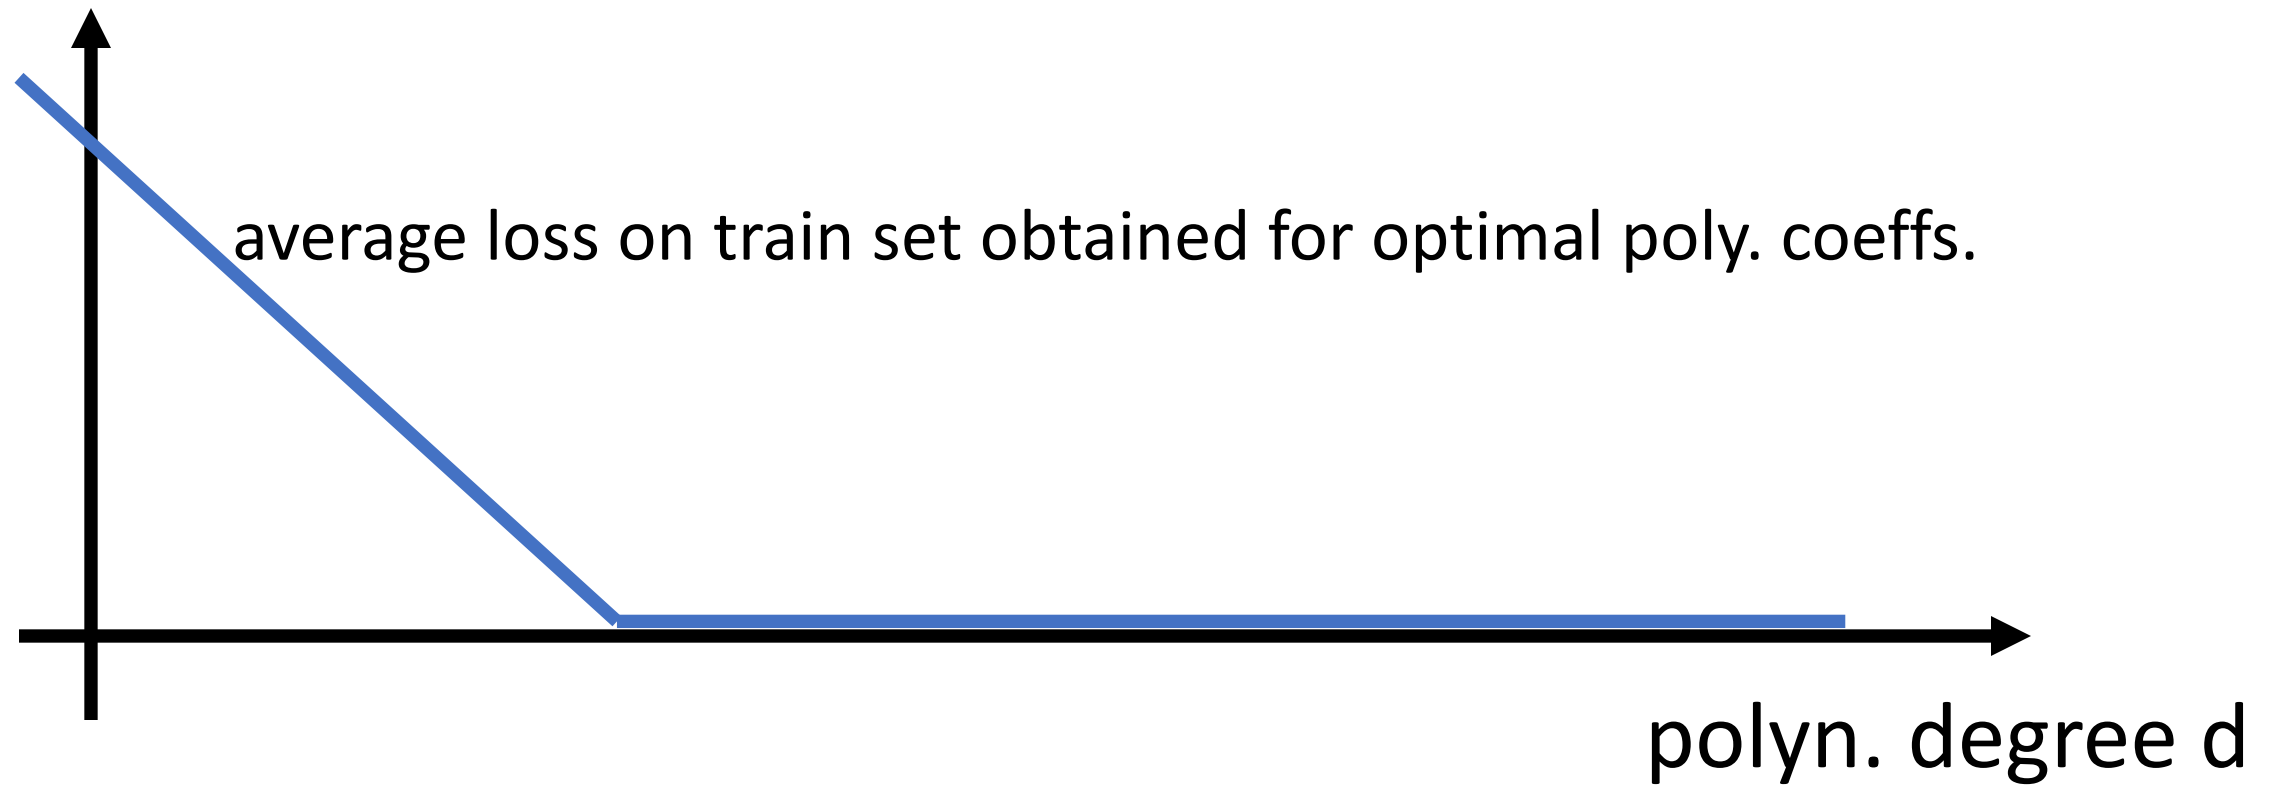 average loss on train set obtained for optimal poly. coeffs.
polyn. degree d